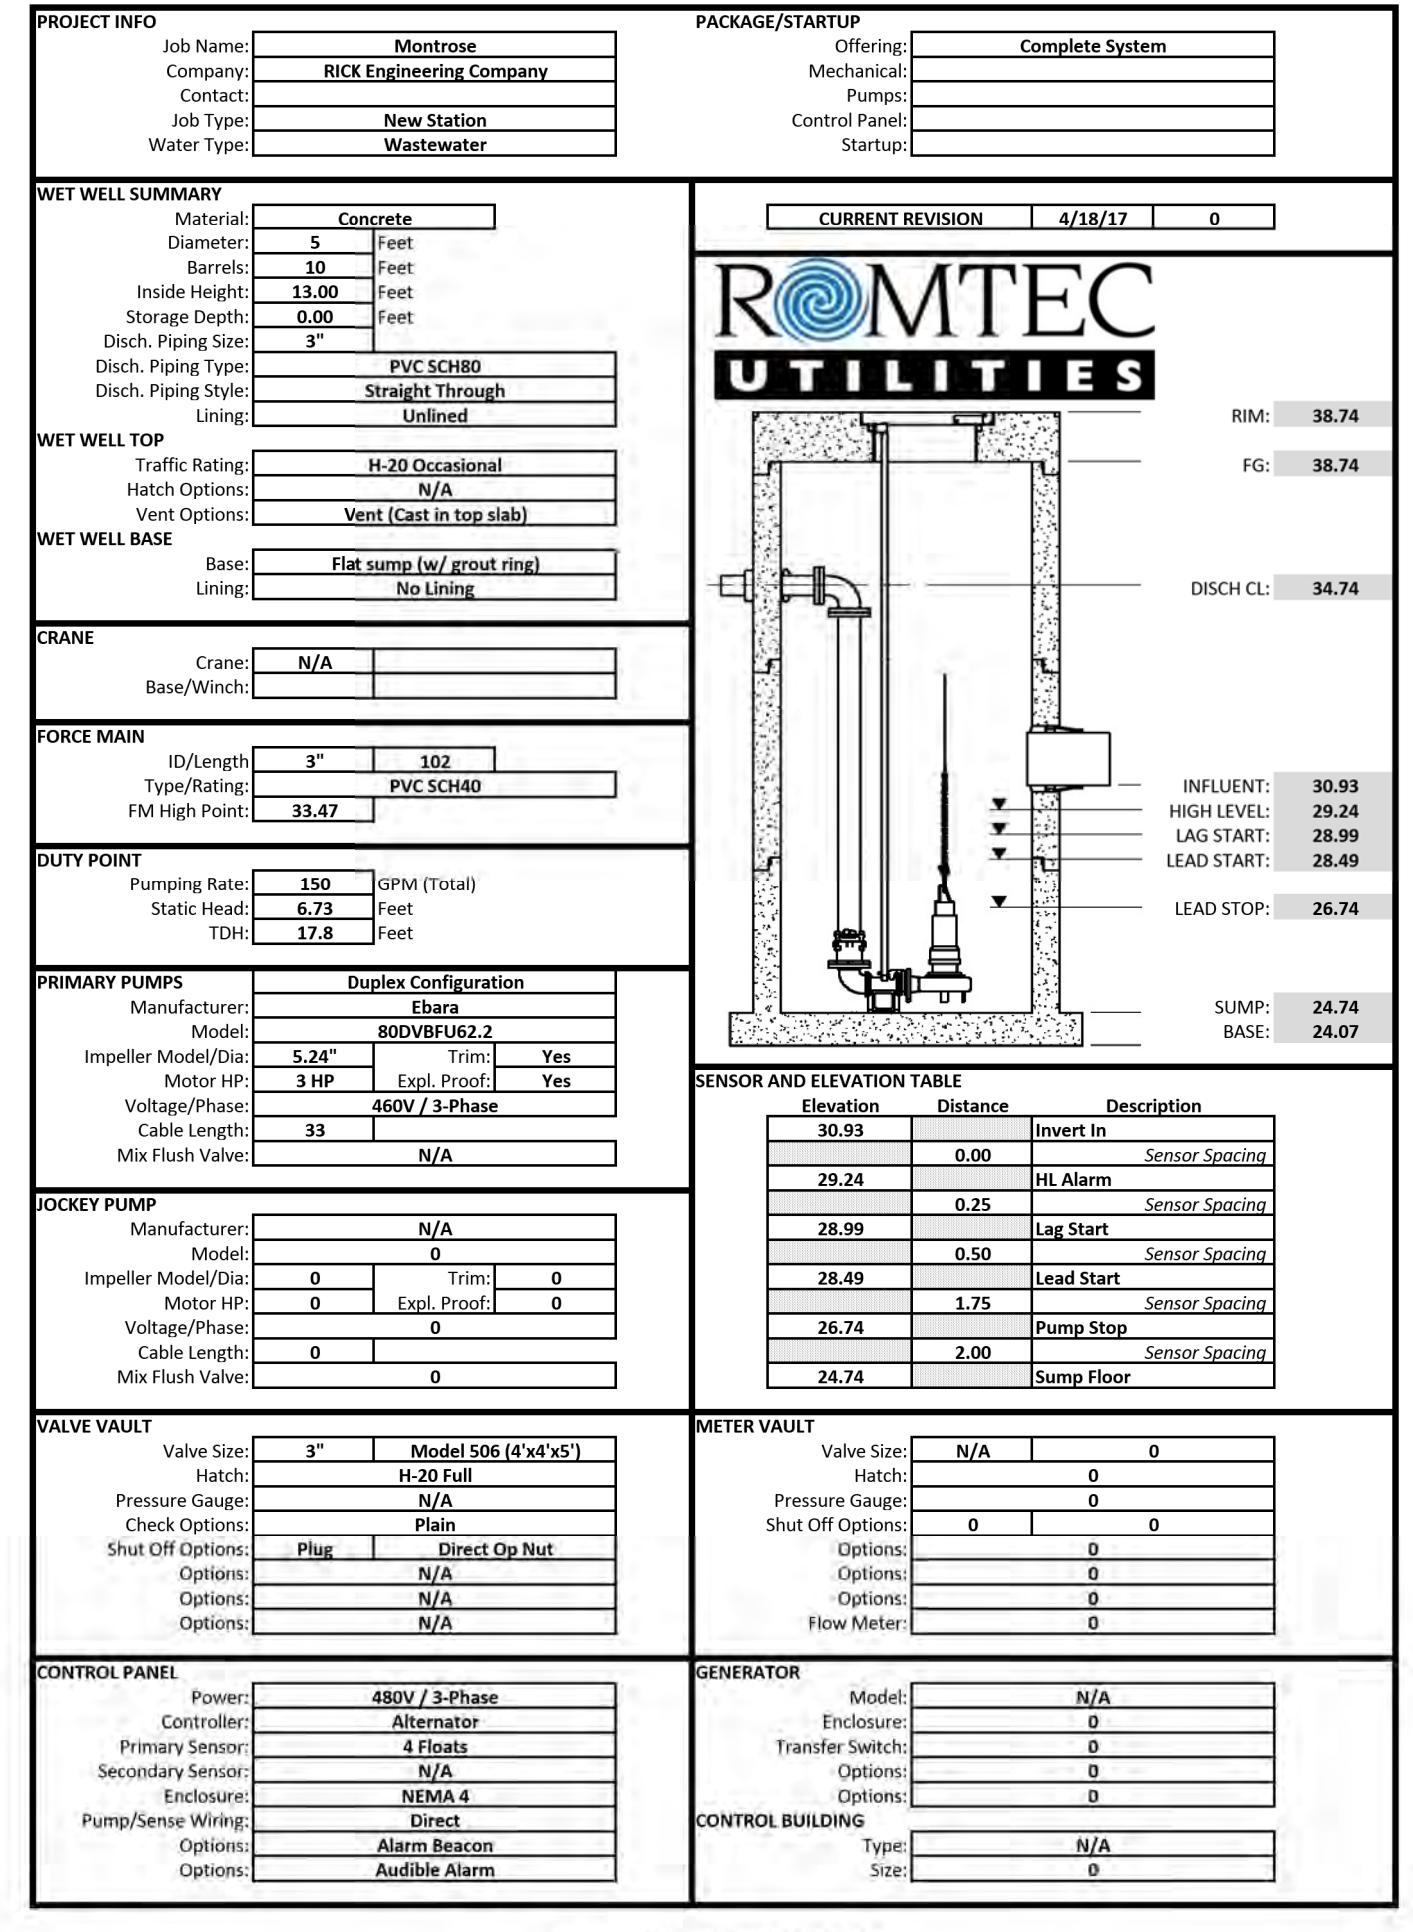 PROJECT INFO
Job Name: Montrose
Company: RICK Engineering Company
Contact:
Job Type: New Station
Water Type: Wastewater
PACKAGE/STARTUP
Offering: Complete System
Mechanical:
Pumps:
Control Panel:
Startup:
WET WELL SUMMARY
Material: Concrete
Diameter: 5 Feet
Barrels: 10 Feet
Inside Height: 13.00 Feet
Storage Depth: 0.00 Feet
Disch. Piping Size: 3"
Disch. Piping Type: PVC SCH80
Disch. Piping Style: Straight Through
Lining: Unlined
WET WELL TOP
Traffic Rating: H-20 Occasional
Hatch Options: N/A
Vent Options: Vent (Cast in top slab)
WET WELL BASE
Base: Flat sump (w/ grout ring)
Lining: No Lining
CRANE
Crane: N/A
Base/Winch:
FORCE MAIN
ID/Length 3" 102
Type/Rating: PVC SCH40
FM High Point: 33.47
DUTY POINT
Pumping Rate: 150 GPM (Total)
Static Head: 6.73 Feet
TDH: 17.8 Feet
PRIMARY PUMPS Duplex Configuration
Manufacturer: Ebara
Model: 80DVBFU62.2
Impeller Model/Dia: 5.24" Trim: Yes
Motor HP: 3 HP Expl. Proof: Yes
Voltage/Phase: 460V / 3-Phase
Cable Length: 33
Mix Flush Valve: N/A
JOCKEY PUMP
Manufacturer: N/A
Model: 0
Impeller Model/Dia: 0 Trim: 0
Motor HP: 0 Expl. Proof: 0
Voltage/Phase: 0
Cable Length: 0
Mix Flush Valve: 0
CURRENT REVISION 4/18/17 0
ROMTEC
UTILITIES
RIM: 38.74
FG: 38.74
DISCH CL: 34.74
INFLUENT: 30.93
HIGH LEVEL: 29.24
LAG START: 28.99
LEAD START: 28.49
LEAD STOP: 26.74
SUMP: 24.74
BASE: 24.07
SENSOR AND ELEVATION TABLE
Elevation Distance Description
30.93 Invert In
0.00 Sensor Spacing
29.24 HL Alarm
0.25 Sensor Spacing
28.99 Lag Start
0.50 Sensor Spacing
28.49 Lead Start
1.75 Sensor Spacing
26.74 Pump Stop
2.00 Sensor Spacing
24.74 Sump Floor
VALVE VAULT
Valve Size: 3" Model 506 (4'x4'x5')
Hatch: H-20 Full
Pressure Gauge: N/A
Check Options: Plain
Shut Off Options: Plug Direct Op Nut
Options: N/A
Options: N/A
Options: N/A
METER VAULT
Valve Size: N/A 0
Hatch: 0
Pressure Gauge: 0
Shut Off Options: 0 0
Options: 0
Options: 0
Options: 0
Flow Meter: 0
CONTROL PANEL
Power: 480V / 3-Phase
Controller: Alternator
Primary Sensor: 4 Floats
Secondary Sensor: N/A
Enclosure: NEMA 4
Pump/Sense Wiring: Direct
Options: Alarm Beacon
Options: Audible Alarm
GENERATOR
Model: N/A
Enclosure: 0
Transfer Switch: 0
Options: 0
Options: 0
CONTROL BUILDING
Type: N/A
Size: 0